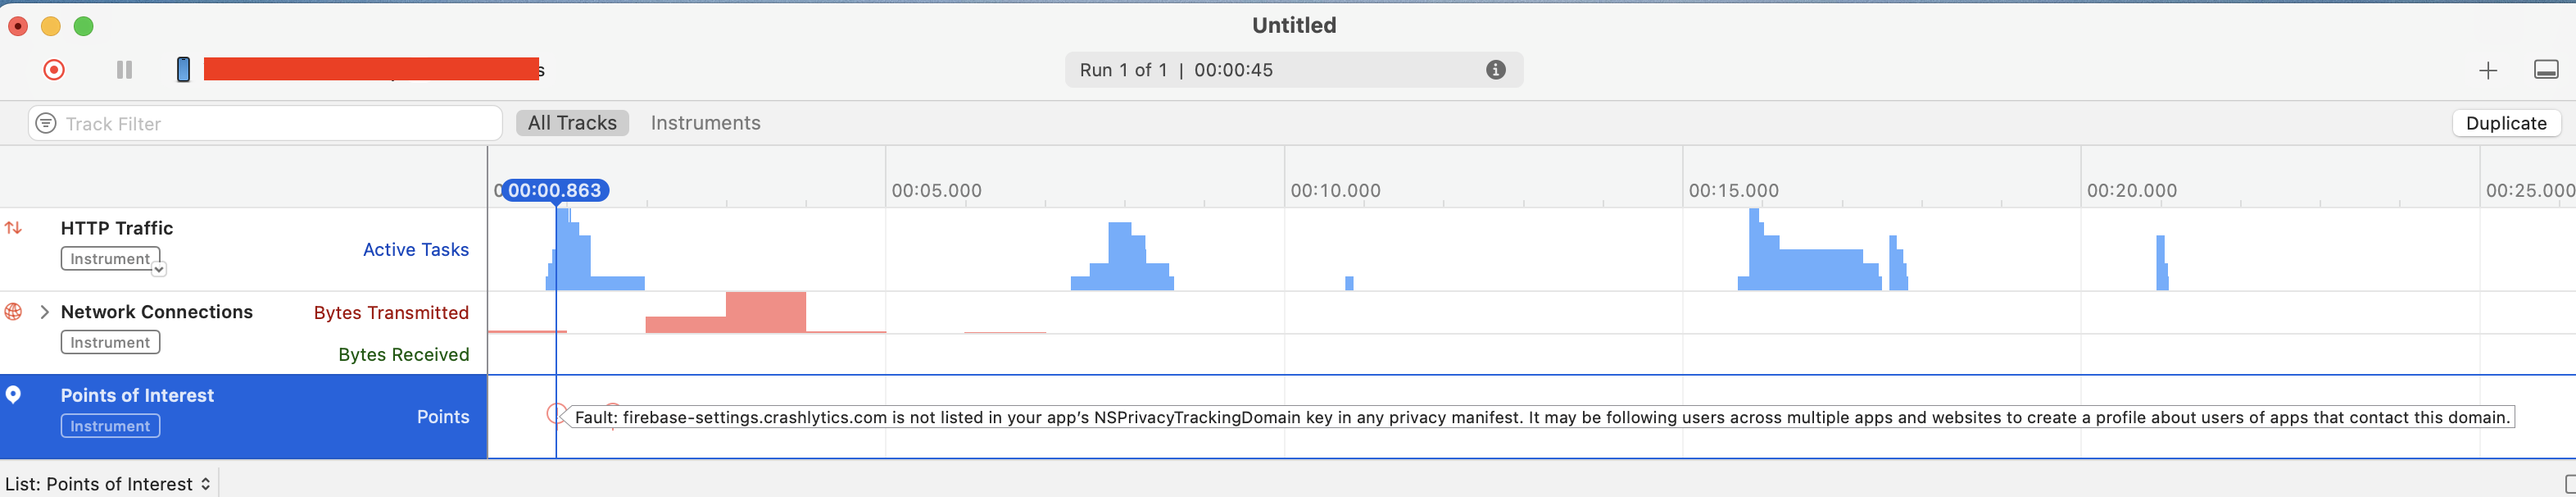 Untitled
s
Run 1 of 1 | 00:00:45
Track Filter
All Tracks
Instruments
Duplicate
00:00.863
00:05.000
00:10.000
00:15.000
00:20.000
00:25.000
HTTP Traffic
Instrument
Active Tasks
Network Connections
Instrument
Bytes Transmitted
Bytes Received
Points of Interest
Instrument
Points
Fault: firebase-settings.crashlytics.com is not listed in your app’s NSPrivacyTrackingDomain key in any privacy manifest. It may be following users across multiple apps and websites to create a profile about users of apps that contact this domain.
List: Points of Interest